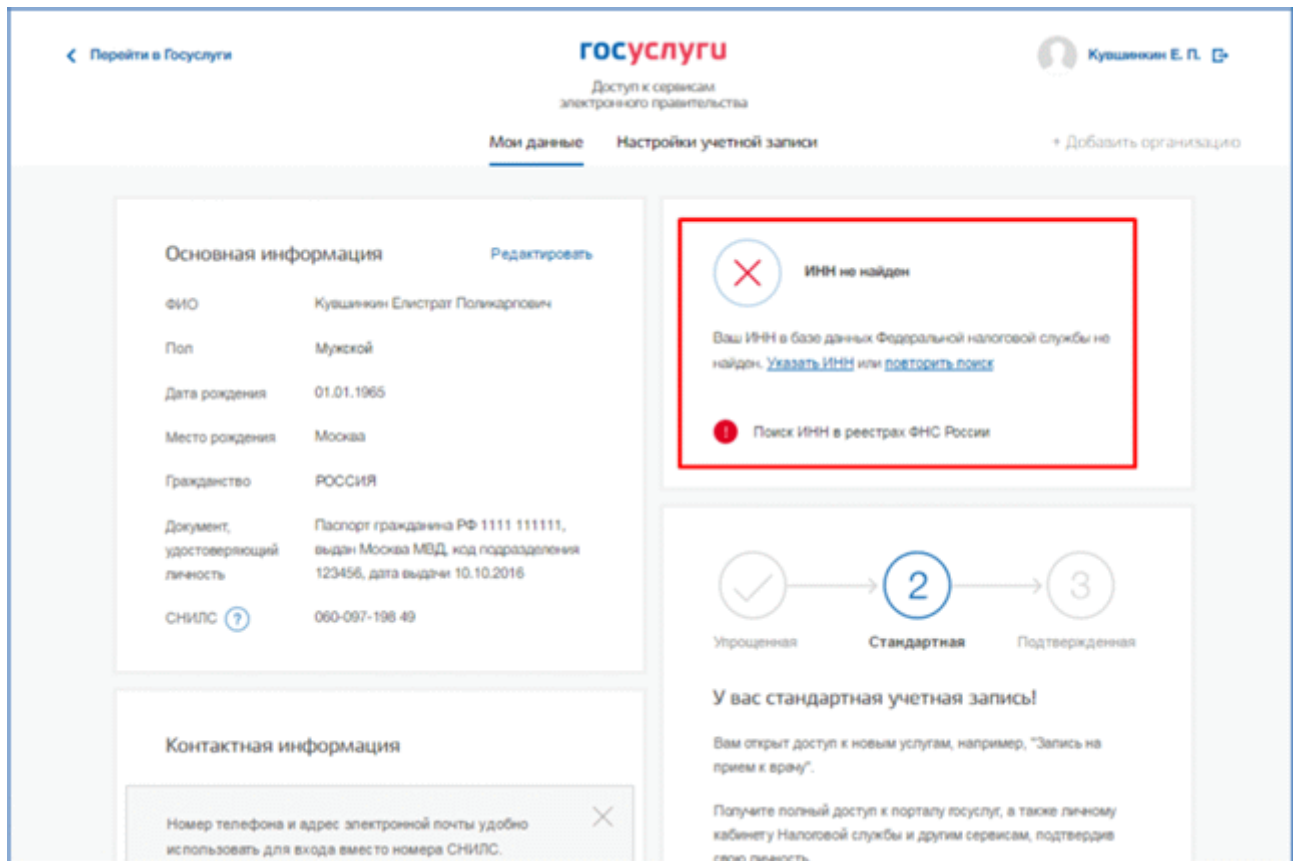 Перейти в Госуслуги
госуслуги
Кувшинкин Е. П.
Доступ к сервисам
электронного правительства
Мои данные
Настройки учетной записи
+ Добавить организацию
Основная информация
Редактировать
ФИО
Кувшинкин Елистрат Поликарпович
Пол
Мужской
Дата рождения
01.01.1965
Место рождения
Москва
Гражданство
РОССИЯ
Документ,
удостоверяющий
личность
Паспорт гражданина РФ 1111 111111,
выдан Москва МВД, код подразделения
123456, дата выдачи 10.10.2016
СНИЛС ?
060-097-198 49
Контактная информация
Номер телефона и адрес электронной почты удобно
использовать для входа вместо номера СНИЛС.
ИНН не найден
Ваш ИНН в базе данных Федеральной налоговой службы не
найден. Указать ИНН или повторить поиск
! Поиск ИНН в реестрах ФНС России
2
3
Упрощенная
Стандартная
Подтвержденная
У вас стандартная учетная запись!
Вам открыт доступ к новым услугам, например, "Запись на
прием к врачу".
Получите полный доступ к порталу госуслуг, а также личному
кабинету Налоговой службы и другим сервисам, подтвердив
свою личность